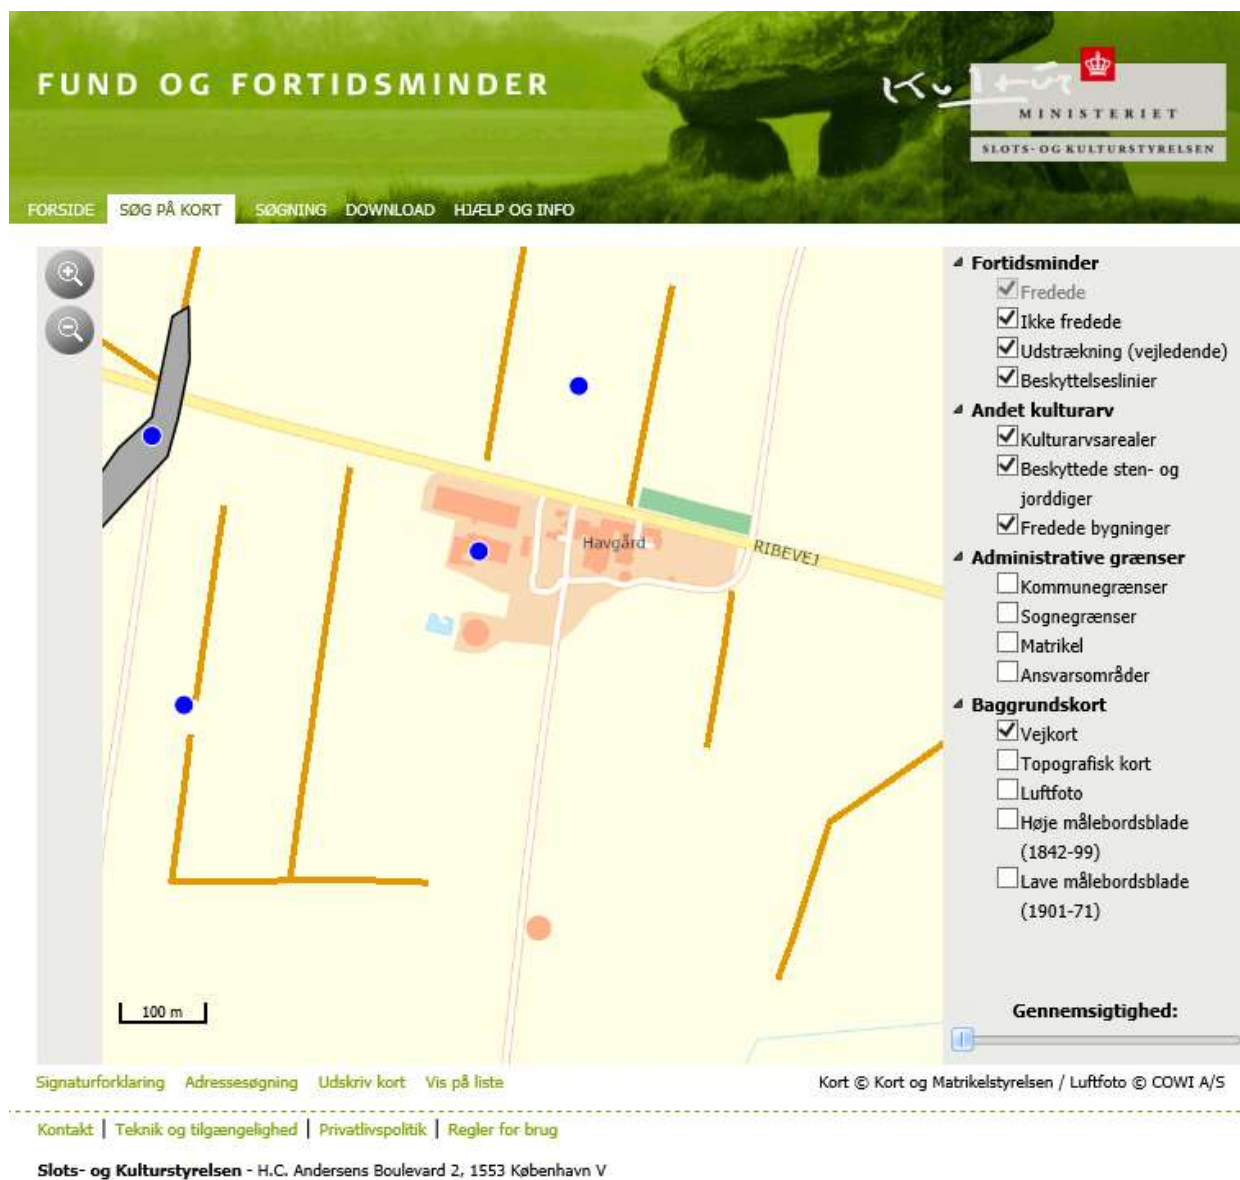 FUND OG FORTIDSMINDER
Kultur
MINISTERIET
SLOTS- OG KULTURSTYRELSEN
FORSIDE SØG PÅ KORT SØGNING DOWNLOAD HJÆLP OG INFO
Havgård
RIBEVEJ
100 m
Fortidsminder
Fredede
Ikke fredede
Udstrækning (vejledende)
Beskyttelseslinier
Andet kulturarv
Kulturarvsarealer
Beskyttede sten- og
jorddiger
Fredede bygninger
Administrative grænser
Kommunegrænser
Sognegrænser
Matrikel
Ansvarsområder
Baggrundskort
Vejkort
Topografisk kort
Luftfoto
Høje målebordsblade
(1842-99)
Lave målebordsblade
(1901-71)
Gennemsigtighed:
Signaturforklaring Adressesøgning Udskriv kort Vis på liste
Kort © Kort og Matrikelstyrelsen / Luftfoto © COWI A/S
Kontakt | Teknik og tilgængelighed | Privatlivspolitik | Regler for brug
Slots- og Kulturstyrelsen - H.C. Andersens Boulevard 2, 1553 København V